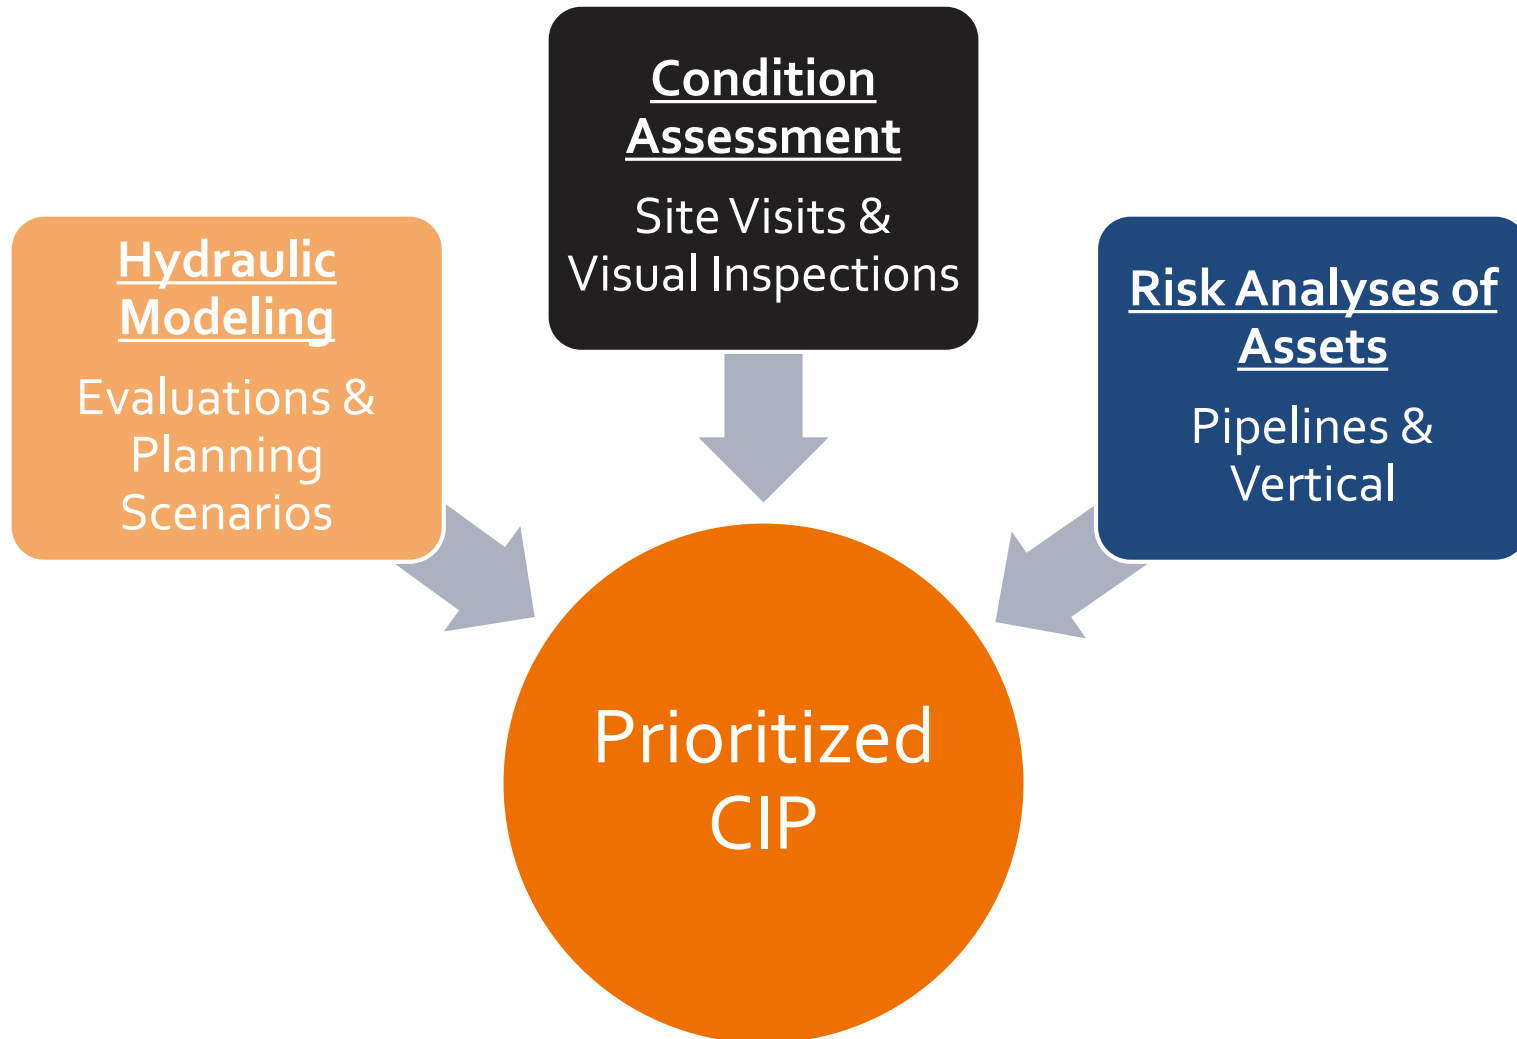 Condition
Assessment
Site Visits &
Visual Inspections
Hydraulic
Modeling
Evaluations &
Planning
Scenarios
Risk Analyses of
Assets
Pipelines &
Vertical
Prioritized
CIP